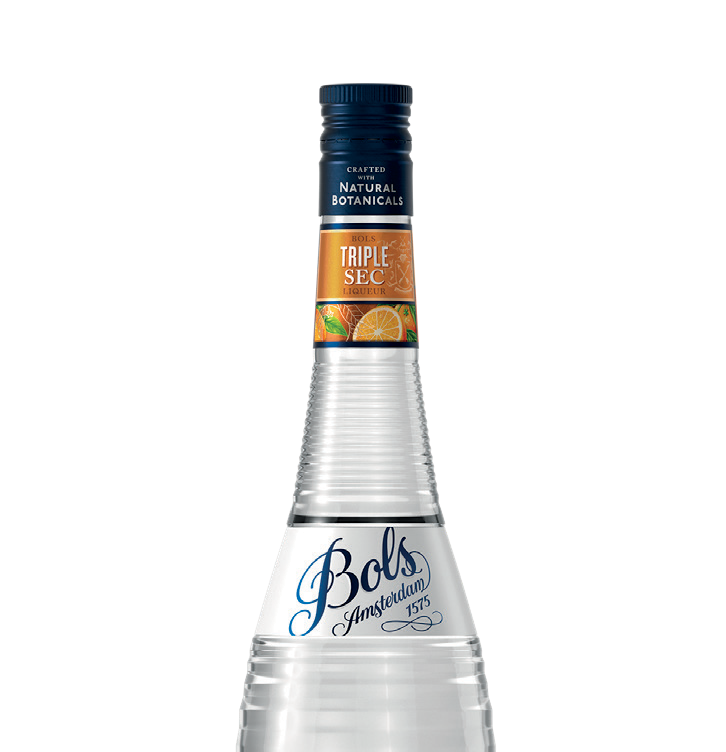 CRAFTED
WITH
NATURAL
BOTANICALS
BOLS
TRIPLE
SEC
LIQUEUR
Bols
Amsterdam
1575